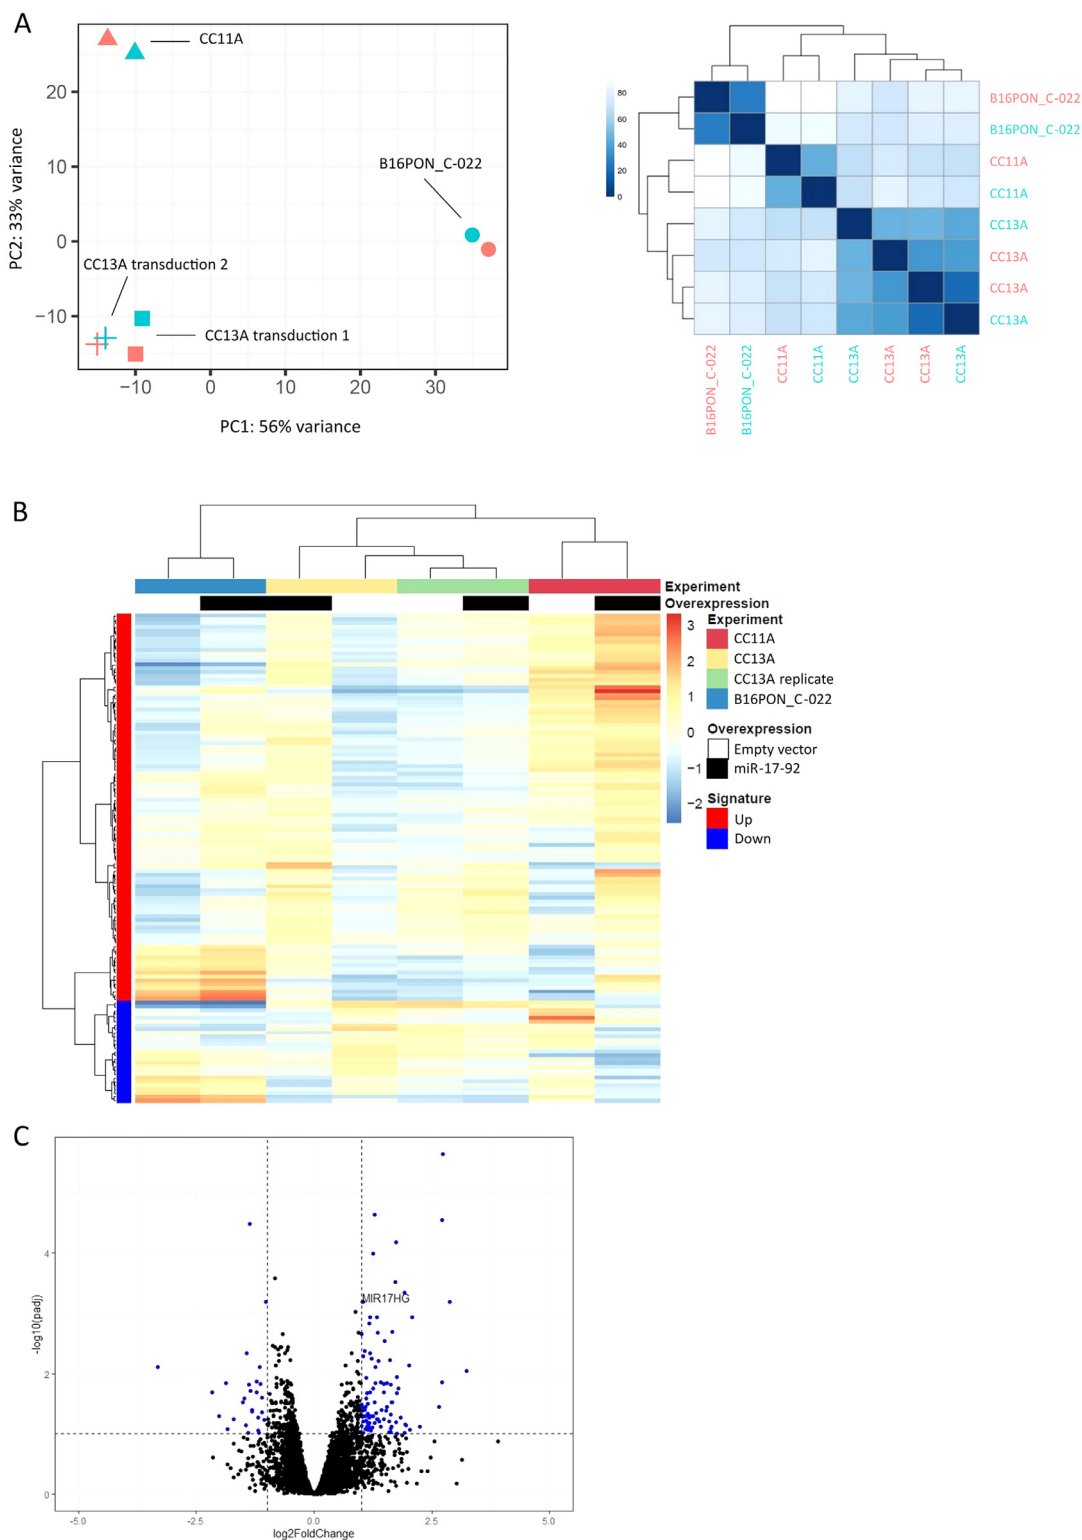 A
CC11A
B16PON_C-022
CC13A transduction 2
CC13A transduction 1
20
10
0
−10
PC2: 33% variance
−10
0
10
20
30
PC1: 56% variance
80
60
40
20
0
B16PON_C-022
B16PON_C-022
CC11A
CC11A
CC13A
CC13A
CC13A
CC13A
B16PON_C-022
B16PON_C-022
CC11A
CC11A
CC13A
CC13A
CC13A
CC13A
B
Experiment
Overexpression
3
2
1
0
−1
−2
Experiment
CC11A
CC13A
CC13A replicate
B16PON_C-022
Overexpression
Empty vector
miR-17-92
Signature
Up
Down
C
MIR17HG
4
2
0
-log10(padj)
-5.0
-2.5
0.0
2.5
5.0
log2FoldChange